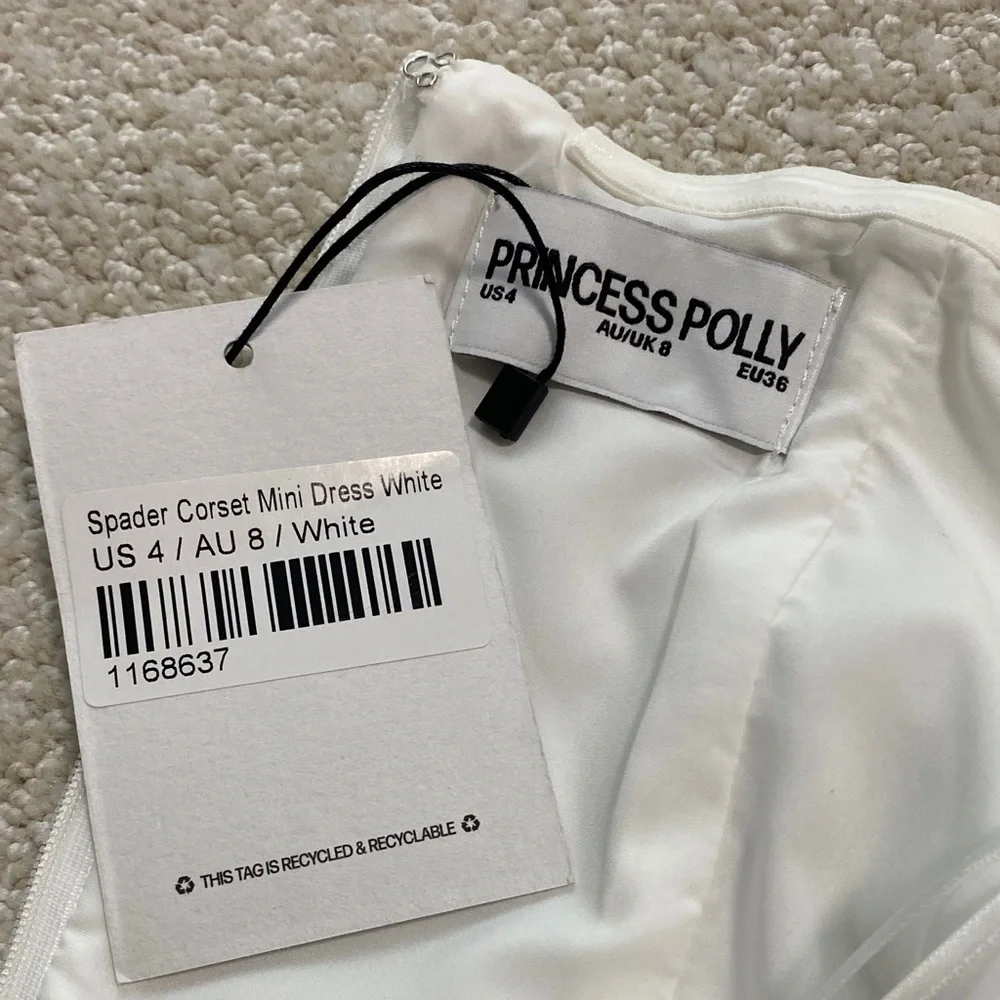 PRINCESS POLLY
US4
AU/UK 8
EU36
Spader Corset Mini Dress White
US 4 / AU 8 / White
1168637
♻ THIS TAG IS RECYCLED & RECYCLABLE ♻